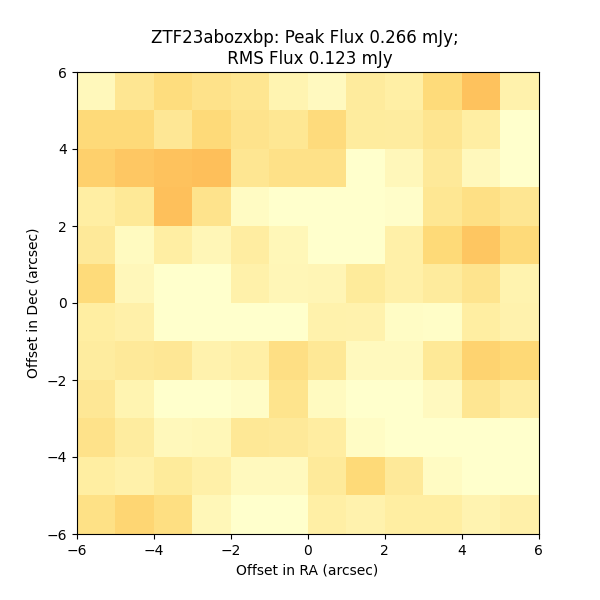 ZTF23abozxbp: Peak Flux 0.266 mJy;
RMS Flux 0.123 mJy
6
4
2
0
−2
−4
−6
Offset in Dec (arcsec)
−6 −4 −2 0 2 4 6
Offset in RA (arcsec)